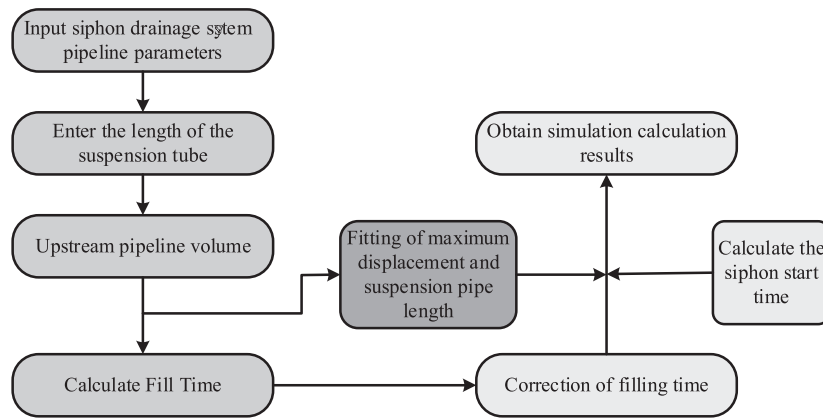 Input siphon drainage sytem
pipeline parameters
Enter the length of the
suspension tube
Upstream pipeline volume
Calculate Fill Time
Fitting of maximum
displacement and
suspension pipe
length
Obtain simulation calculation
results
Calculate the
siphon start
time
Correction of filling time